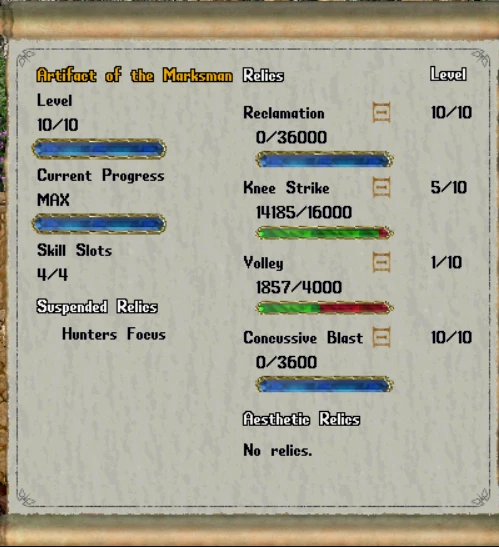 Artifact of the Marksman
Level
10/10
Current Progress
MAX
Skill Slots
4/4
Suspended Relics
Hunters Focus
Relics Level
Reclamation 10/10
0/36000
Knee Strike 5/10
14185/16000
Volley 1/10
1857/4000
Concussive Blast 10/10
0/3600
Aesthetic Relics
No relics.